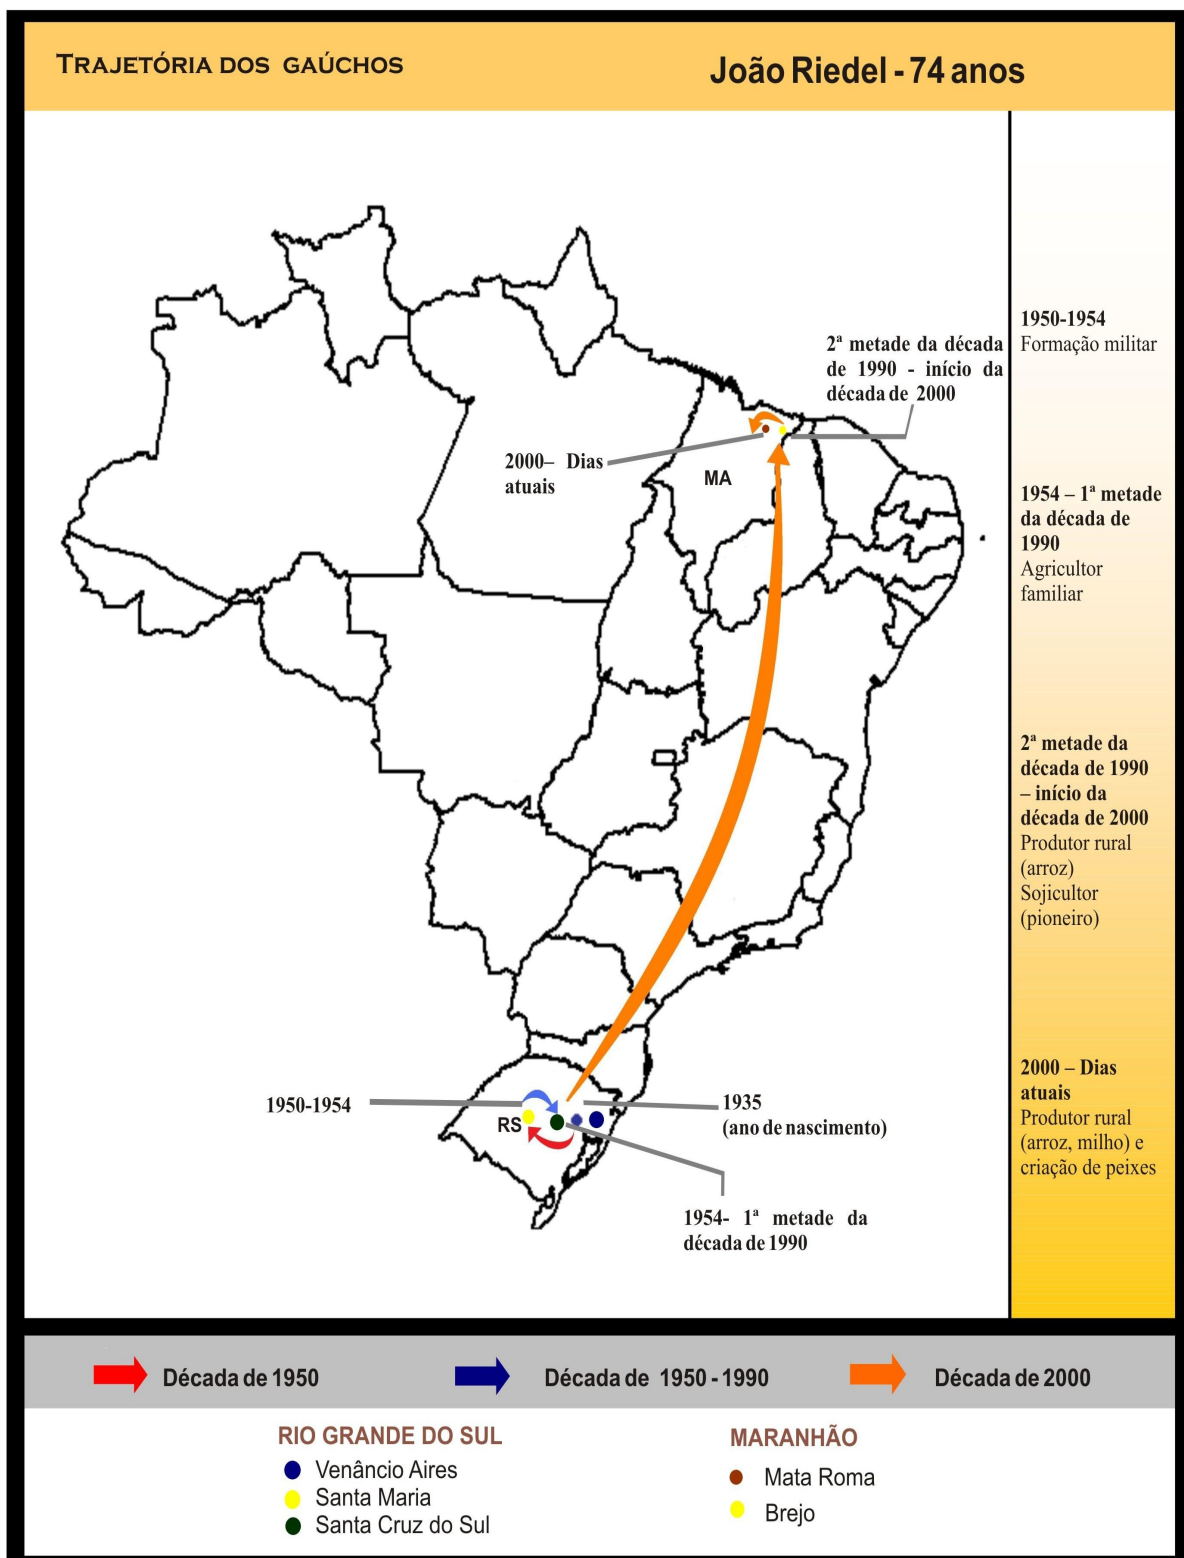 TRAJETÓRIA DOS GAÚCHOS
João Riedel - 74 anos
2ª metade da década
de 1990 - início da
década de 2000
2000– Dias
atuais
MA
1950-1954
RS
1935
(ano de nascimento)
1954- 1ª metade da
década de 1990
1950-1954
Formação militar
1954 – 1ª metade
da década de
1990
Agricultor
familiar
2ª metade da
década de 1990
– início da
década de 2000
Produtor rural
(arroz)
Sojicultor
(pioneiro)
2000 – Dias
atuais
Produtor rural
(arroz, milho) e
criação de peixes
Década de 1950
Década de 1950 - 1990
Década de 2000
RIO GRANDE DO SUL
Venâncio Aires
Santa Maria
Santa Cruz do Sul
MARANHÃO
Mata Roma
Brejo